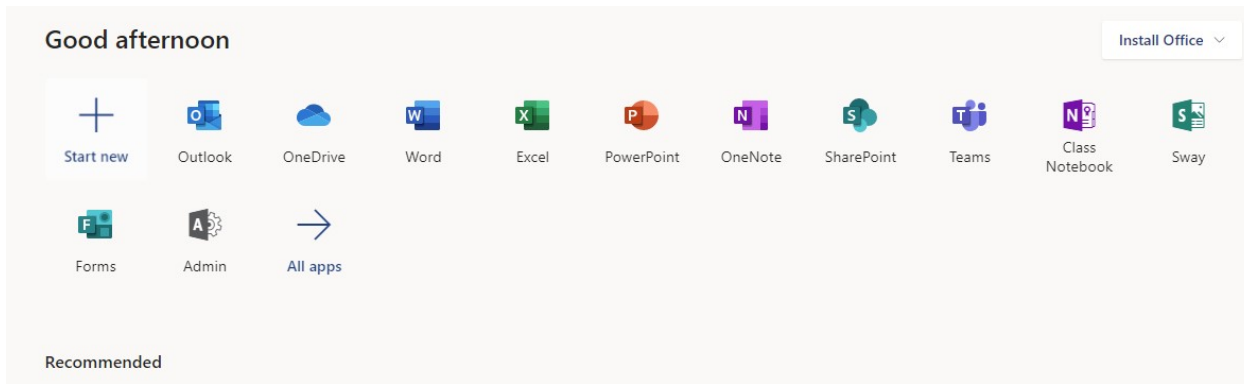 Good afternoon
Install Office
Start new
Outlook
OneDrive
Word
Excel
PowerPoint
OneNote
SharePoint
Teams
Class
Notebook
Sway
Forms
Admin
All apps
Recommended